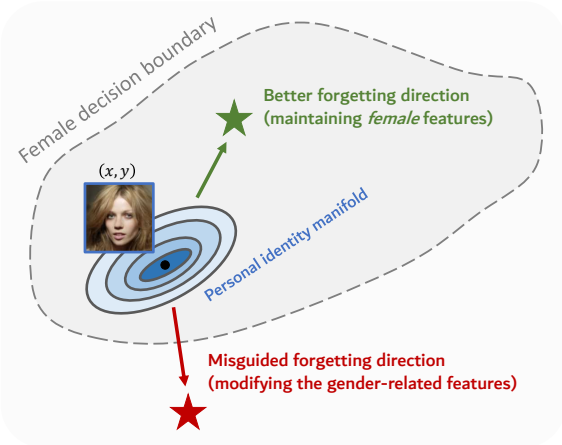 Female decision boundary
Better forgetting direction
(maintaining female features)
(x, y)
Personal identity manifold
Misguided forgetting direction
(modifying the gender-related features)